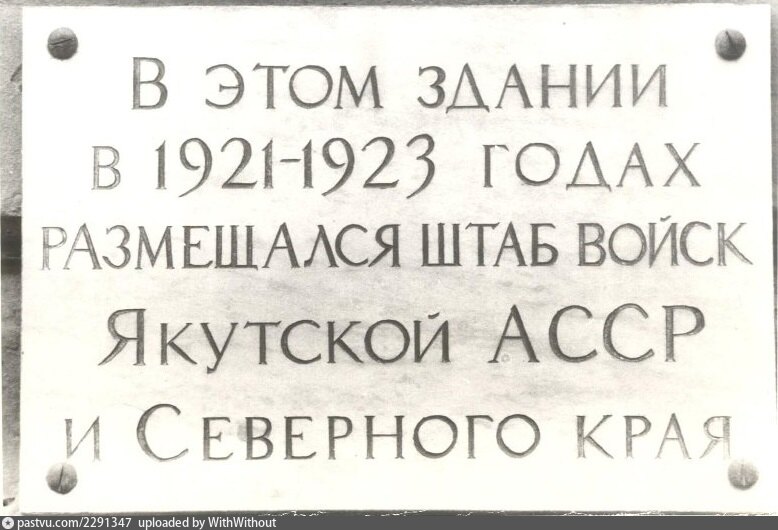 В ЭТОМ ЗДАНИИ
В 1921-1923 ГОДАХ
РАЗМЕЩАЛСЯ ШТАБ ВОЙСК
ЯКУТСКОЙ АССР
И СЕВЕРНОГО КРАЯ
pastvu.com/2291347 uploaded by WithWithout